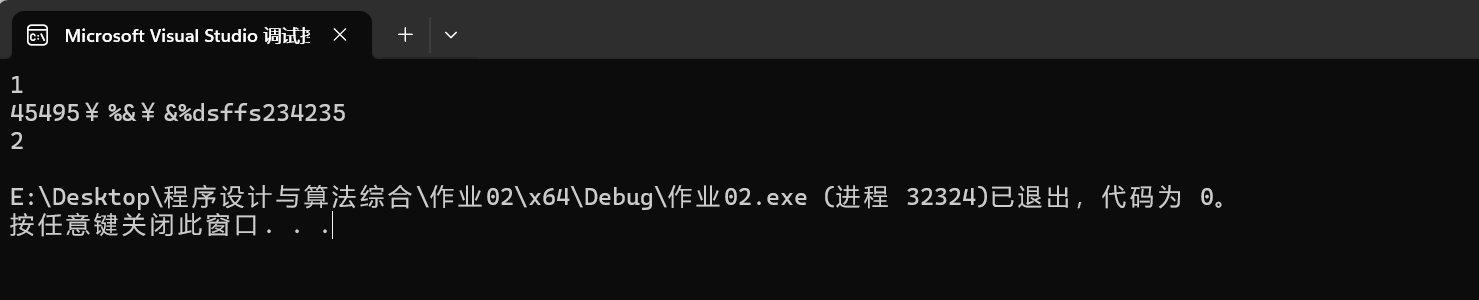 Microsoft Visual Studio 调试
1
45495￥%&￥&%dsffs234235
2
E:\Desktop\程序设计与算法综合\作业02\x64\Debug\作业02.exe (进程 32324)已退出，代码为 0。
按任意键关闭此窗口. . .